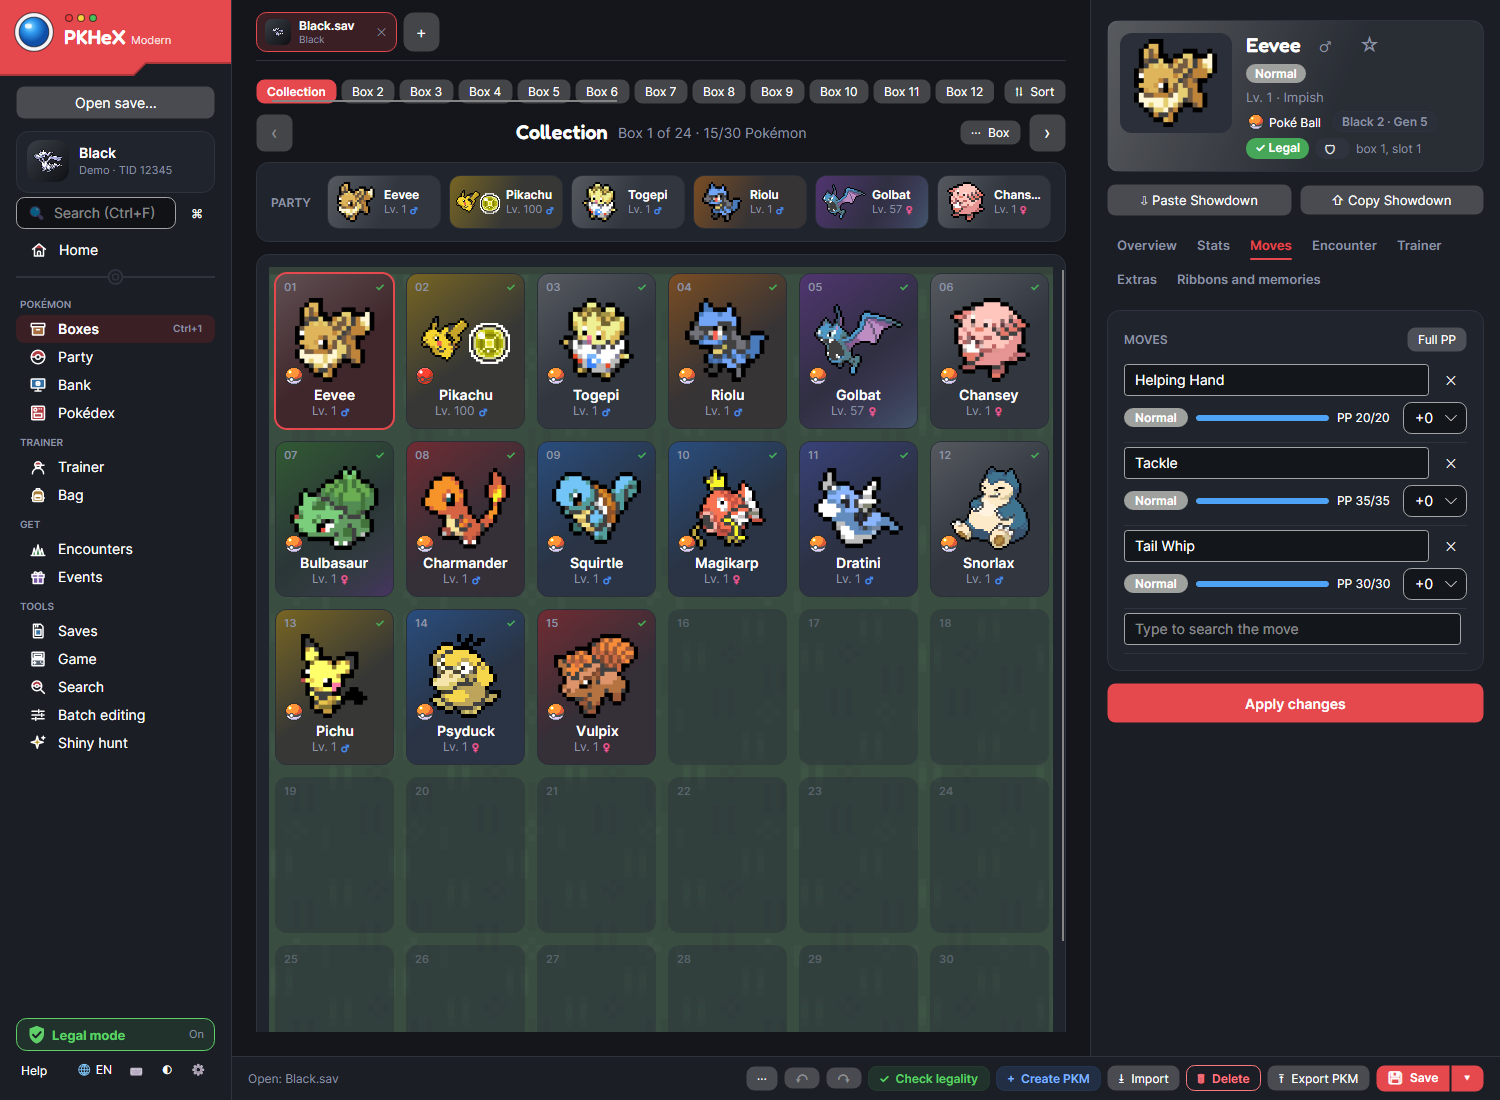 PKHeX Modern
Open save...
Black
Demo · TID 12345
Search (Ctrl+F) ⌘
Home
POKÉMON
Boxes Ctrl+1
Party
Bank
Pokédex
TRAINER
Trainer
Bag
GET
Encounters
Events
TOOLS
Saves
Game
Search
Batch editing
Shiny hunt
Legal mode On
Help EN
Black.sav
Black
+
Collection Box 2 Box 3 Box 4 Box 5 Box 6 Box 7 Box 8 Box 9 Box 10 Box 11 Box 12 Sort
‹ Collection Box 1 of 24 · 15/30 Pokémon ··· Box ›
PARTY
Eevee
Lv. 1 ♂
Pikachu
Lv. 100 ♂
Togepi
Lv. 1 ♂
Riolu
Lv. 1 ♂
Golbat
Lv. 57 ♀
Chans...
Lv. 1 ♀
01 ✓ 02 ✓ 03 ✓ 04 ✓ 05 ✓ 06 ✓
Eevee Pikachu Togepi Riolu Golbat Chansey
Lv. 1 ♂ Lv. 100 ♂ Lv. 1 ♂ Lv. 1 ♂ Lv. 57 ♀ Lv. 1 ♀
07 ✓ 08 ✓ 09 ✓ 10 ✓ 11 ✓ 12 ✓
Bulbasaur Charmander Squirtle Magikarp Dratini Snorlax
Lv. 1 ♀ Lv. 1 ♂ Lv. 1 ♂ Lv. 1 ♀ Lv. 1 ♂ Lv. 1 ♂
13 ✓ 14 ✓ 15 ✓ 16 17 18
Pichu Psyduck Vulpix
Lv. 1 ♂ Lv. 1 ♀ Lv. 1 ♀
19 20 21 22 23 24
25 26 27 28 29 30
Eevee ♂ ☆
Normal
Lv. 1 · Impish
Poké Ball Black 2 · Gen 5
✓ Legal box 1, slot 1
⇩ Paste Showdown ⇧ Copy Showdown
Overview Stats Moves Encounter Trainer
Extras Ribbons and memories
MOVES Full PP
Helping Hand ×
Normal PP 20/20 +0
Tackle ×
Normal PP 35/35 +0
Tail Whip ×
Normal PP 30/30 +0
Type to search the move
Apply changes
Open: Black.sav ··· ✓ Check legality + Create PKM Import Delete Export PKM Save